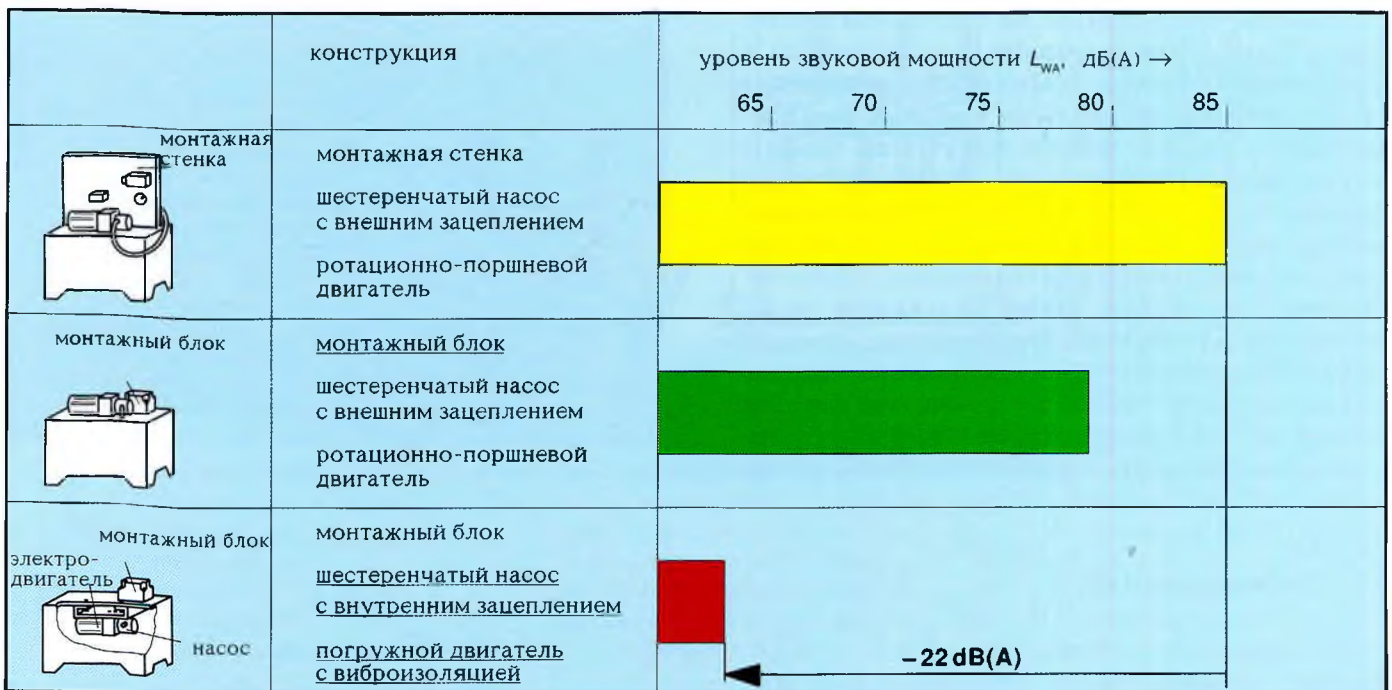 конструкция
уровень звуковой мощности L_WA, дБ(А) →
65 70 75 80 85
монтажная
стенка
монтажная стенка
шестеренчатый насос
с внешним зацеплением
ротационно-поршневой
двигатель
монтажный блок
монтажный блок
шестеренчатый насос
с внешним зацеплением
ротационно-поршневой
двигатель
монтажный блок
электро-
двигатель
насос
монтажный блок
шестеренчатый насос
с внутренним зацеплением
погружной двигатель
с виброизоляцией
–22 dB(A)